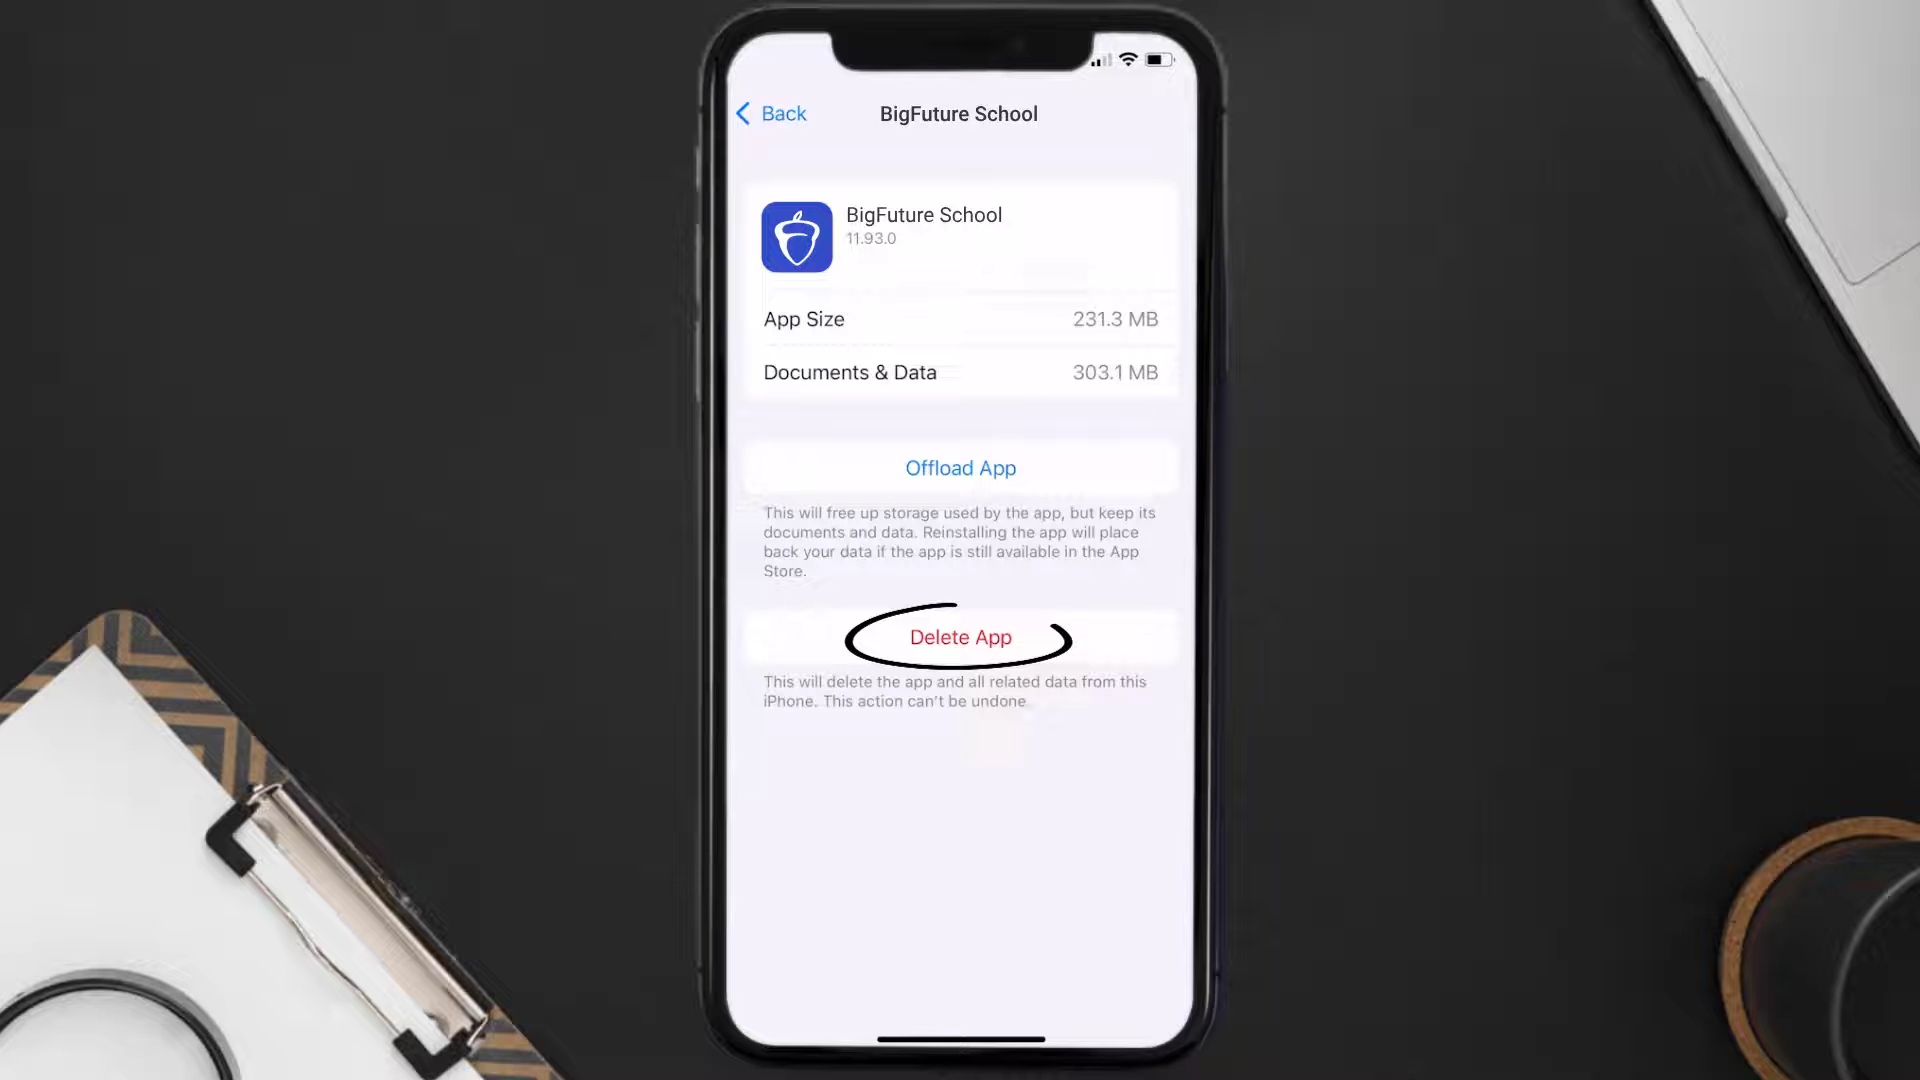 Back
BigFuture School
BigFuture School
11.93.0
App Size 231.3 MB
Documents & Data 303.1 MB
Offload App
This will free up storage used by the app, but keep its
documents and data. Reinstalling the app will place
back your data if the app is still available in the App
Store.
Delete App
This will delete the app and all related data from this
iPhone. This action can't be undone